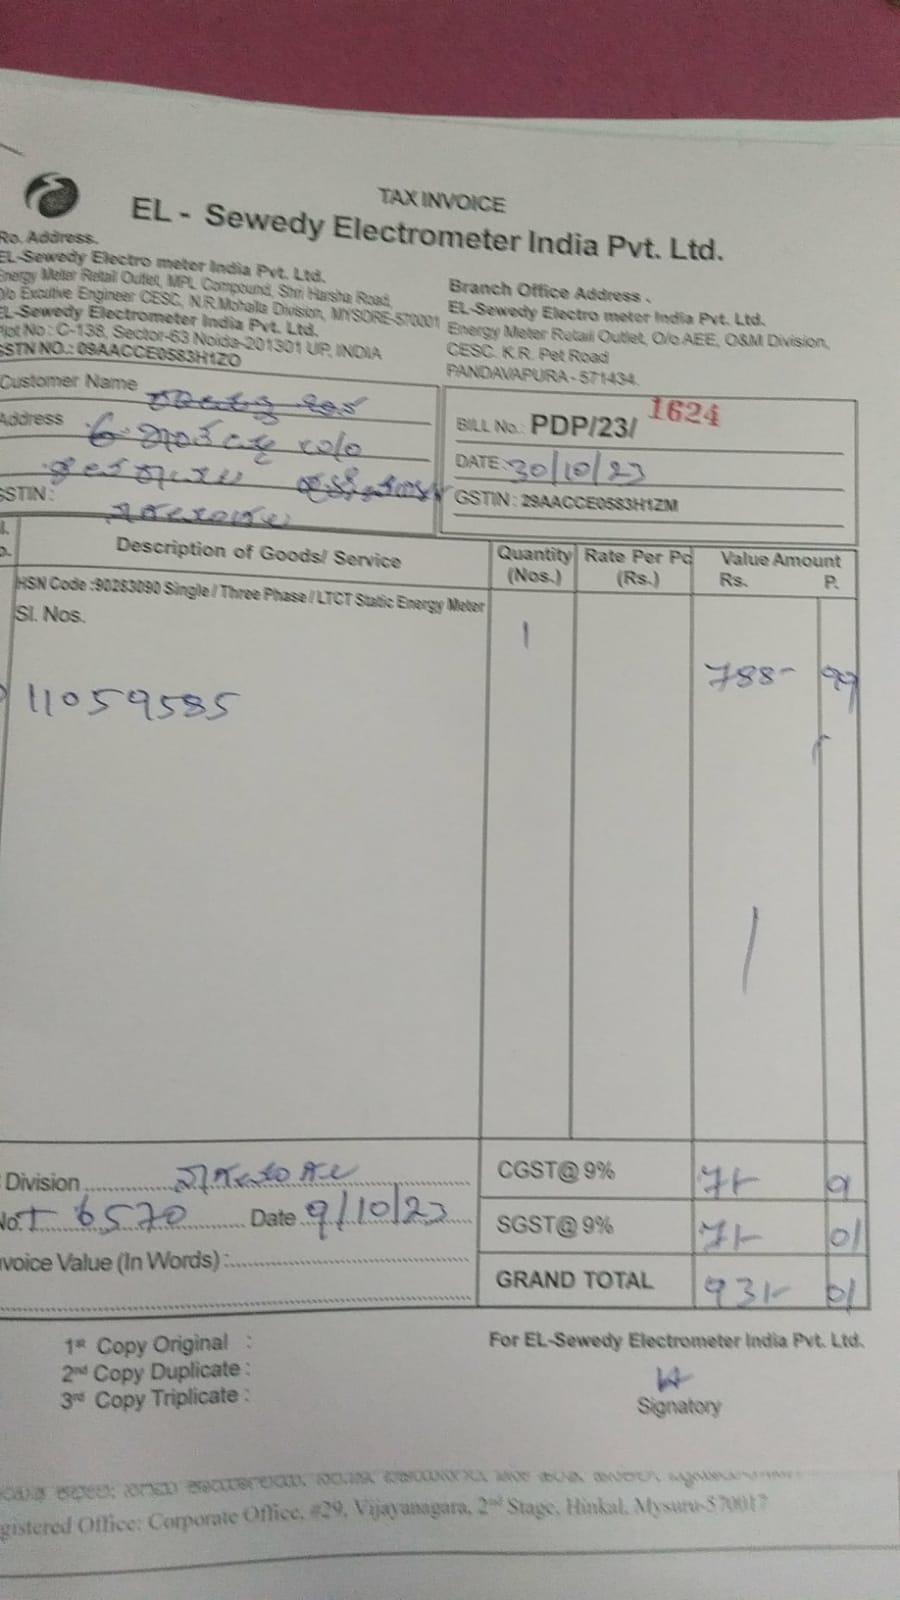 TAX INVOICE
EL - Sewedy Electrometer India Pvt. Ltd.
Ro. Address.
EL-Sewedy Electro meter India Pvt. Ltd.
Energy Meter Retail Outlet, MPL Compound, Shri Harsha Road,
O/o Excutive Engineer CESC, N.R.Mohalla Division, MYSORE-570001
EL-Sewedy Electrometer India Pvt. Ltd.
Plot No : C-138, Sector-63 Noida-201301 UP, INDIA
GSTN NO.: 09AACCE0583H1ZO
Branch Office Address .
EL-Sewedy Electro meter India Pvt. Ltd.
Energy Meter Retail Outlet, O/o AEE, O&M Division,
CESC. K.R. Pet Road
PANDAVAPURA - 571434.
Customer Name
Address
GSTIN :
BILL No.: PDP/23/ 1624
DATE: 30/10/23
GSTIN : 29AACCE0583H1ZM
Description of Goods/ Service
Quantity (Nos.)
Rate Per Pc (Rs.)
Value Amount
Rs. P.
HSN Code :90283090 Single / Three Phase / LTCT Static Energy Meter
Sl. Nos.
1
788- 99
11059585
Division
CGST@ 9% 71- 01
No. 6570 Date 9/10/23
SGST@ 9% 71- 01
Invoice Value (In Words) :
GRAND TOTAL 931- 01
1st Copy Original :
2nd Copy Duplicate :
3rd Copy Triplicate :
For EL-Sewedy Electrometer India Pvt. Ltd.
Signatory
Registered Office: Corporate Office, #29, Vijayanagara, 2nd Stage, Hinkal, Mysuru-570017